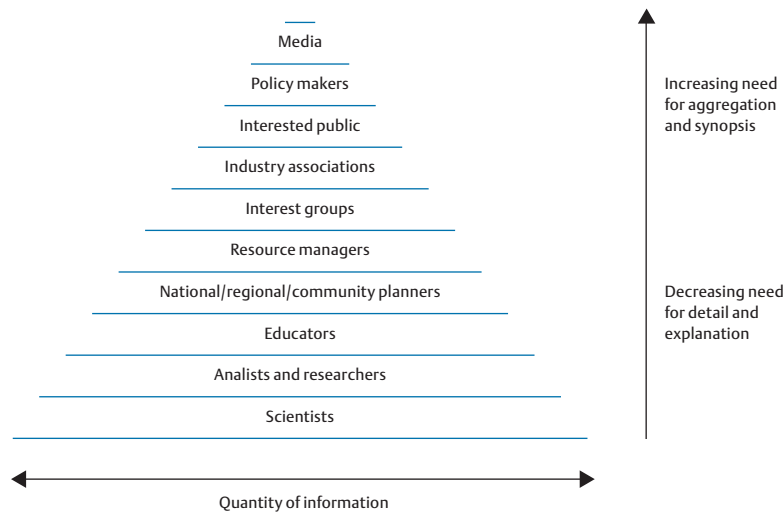 Media
Policy makers
Interested public
Industry associations
Interest groups
Resource managers
National/regional/community planners
Educators
Analists and researchers
Scientists
Quantity of information
Increasing need
for aggregation
and synopsis
Decreasing need
for detail and
explanation